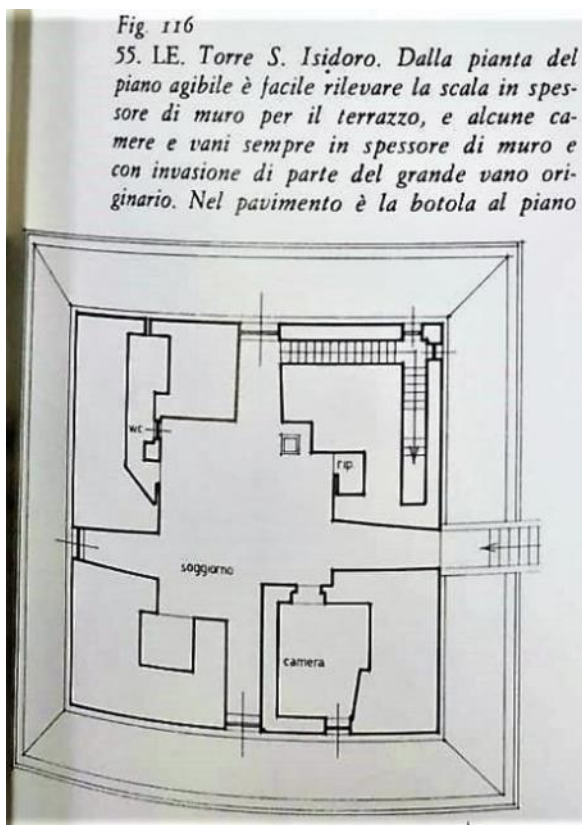 Fig. 116
55. LE. Torre S. Isidoro. Dalla pianta del
piano agibile è facile rilevare la scala in spes-
sore di muro per il terrazzo, e alcune ca-
mere e vani sempre in spessore di muro e
con invasione di parte del grande vano ori-
ginario. Nel pavimento è la botola al piano
wc
rip.
soggiorno
camera